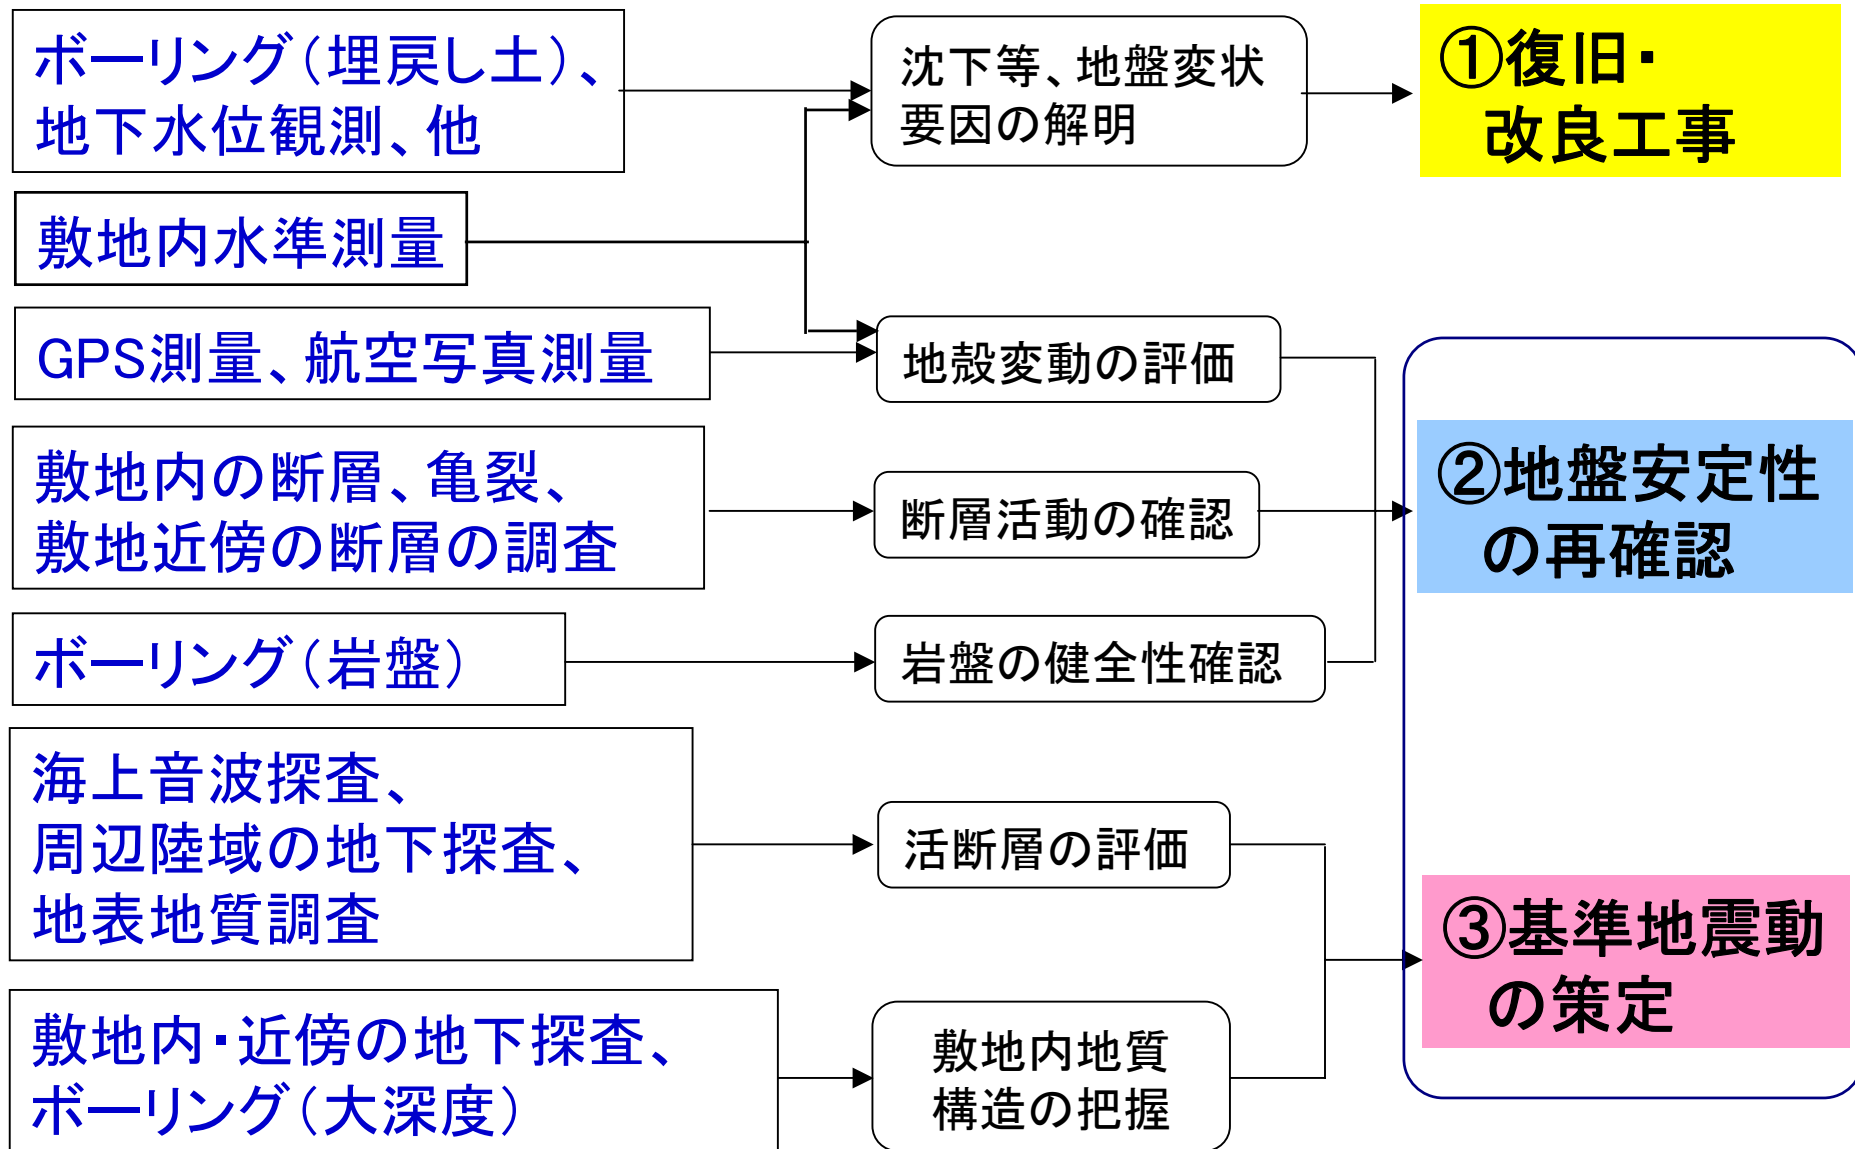 ボーリング（埋戻し土）、
地下水位観測、他
沈下等、地盤変状
要因の解明
①復旧・
改良工事
敷地内水準測量
GPS測量、航空写真測量
地殻変動の評価
敷地内の断層、亀裂、
敷地近傍の断層の調査
断層活動の確認
②地盤安定性
の再確認
ボーリング（岩盤）
岩盤の健全性確認
海上音波探査、
周辺陸域の地下探査、
地表地質調査
活断層の評価
③基準地震動
の策定
敷地内・近傍の地下探査、
ボーリング（大深度）
敷地内地質
構造の把握